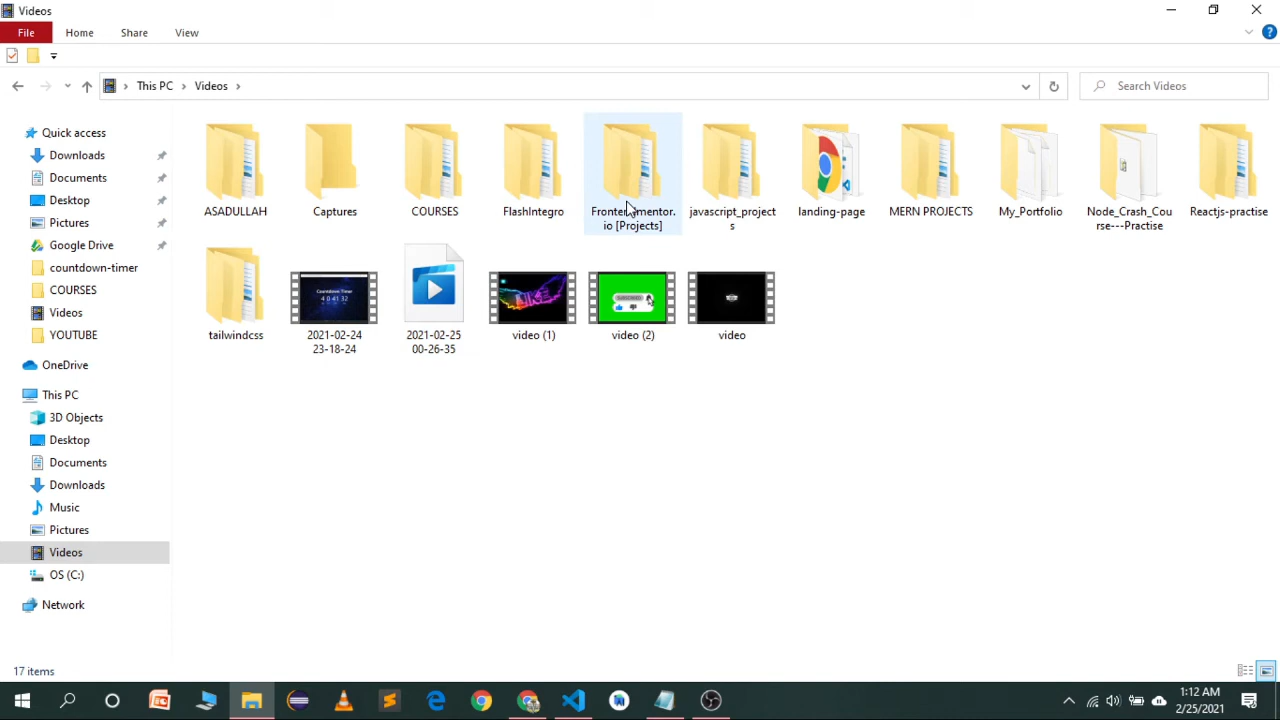 Videos
File Home Share View
This PC Videos
Search Videos
Quick access
Downloads
Documents
Desktop
Pictures
Google Drive
countdown-timer
COURSES
Videos
YOUTUBE
OneDrive
This PC
3D Objects
Desktop
Documents
Downloads
Music
Pictures
Videos
OS (C:)
Network
ASADULLAH
Captures
COURSES
FlashIntegro
io [Projects]
javascript_project
s
landing-page
MERN PROJECTS
My_Portfolio
Node_Crash_Cou
rse---Practise
Reactjs-practise
tailwindcss
2021-02-24
23-18-24
2021-02-25
00-26-35
video (1)
video (2)
video
Countdown Timer
LIKE
SUBSCRIBED
17 items
1:12 AM
2/25/2021